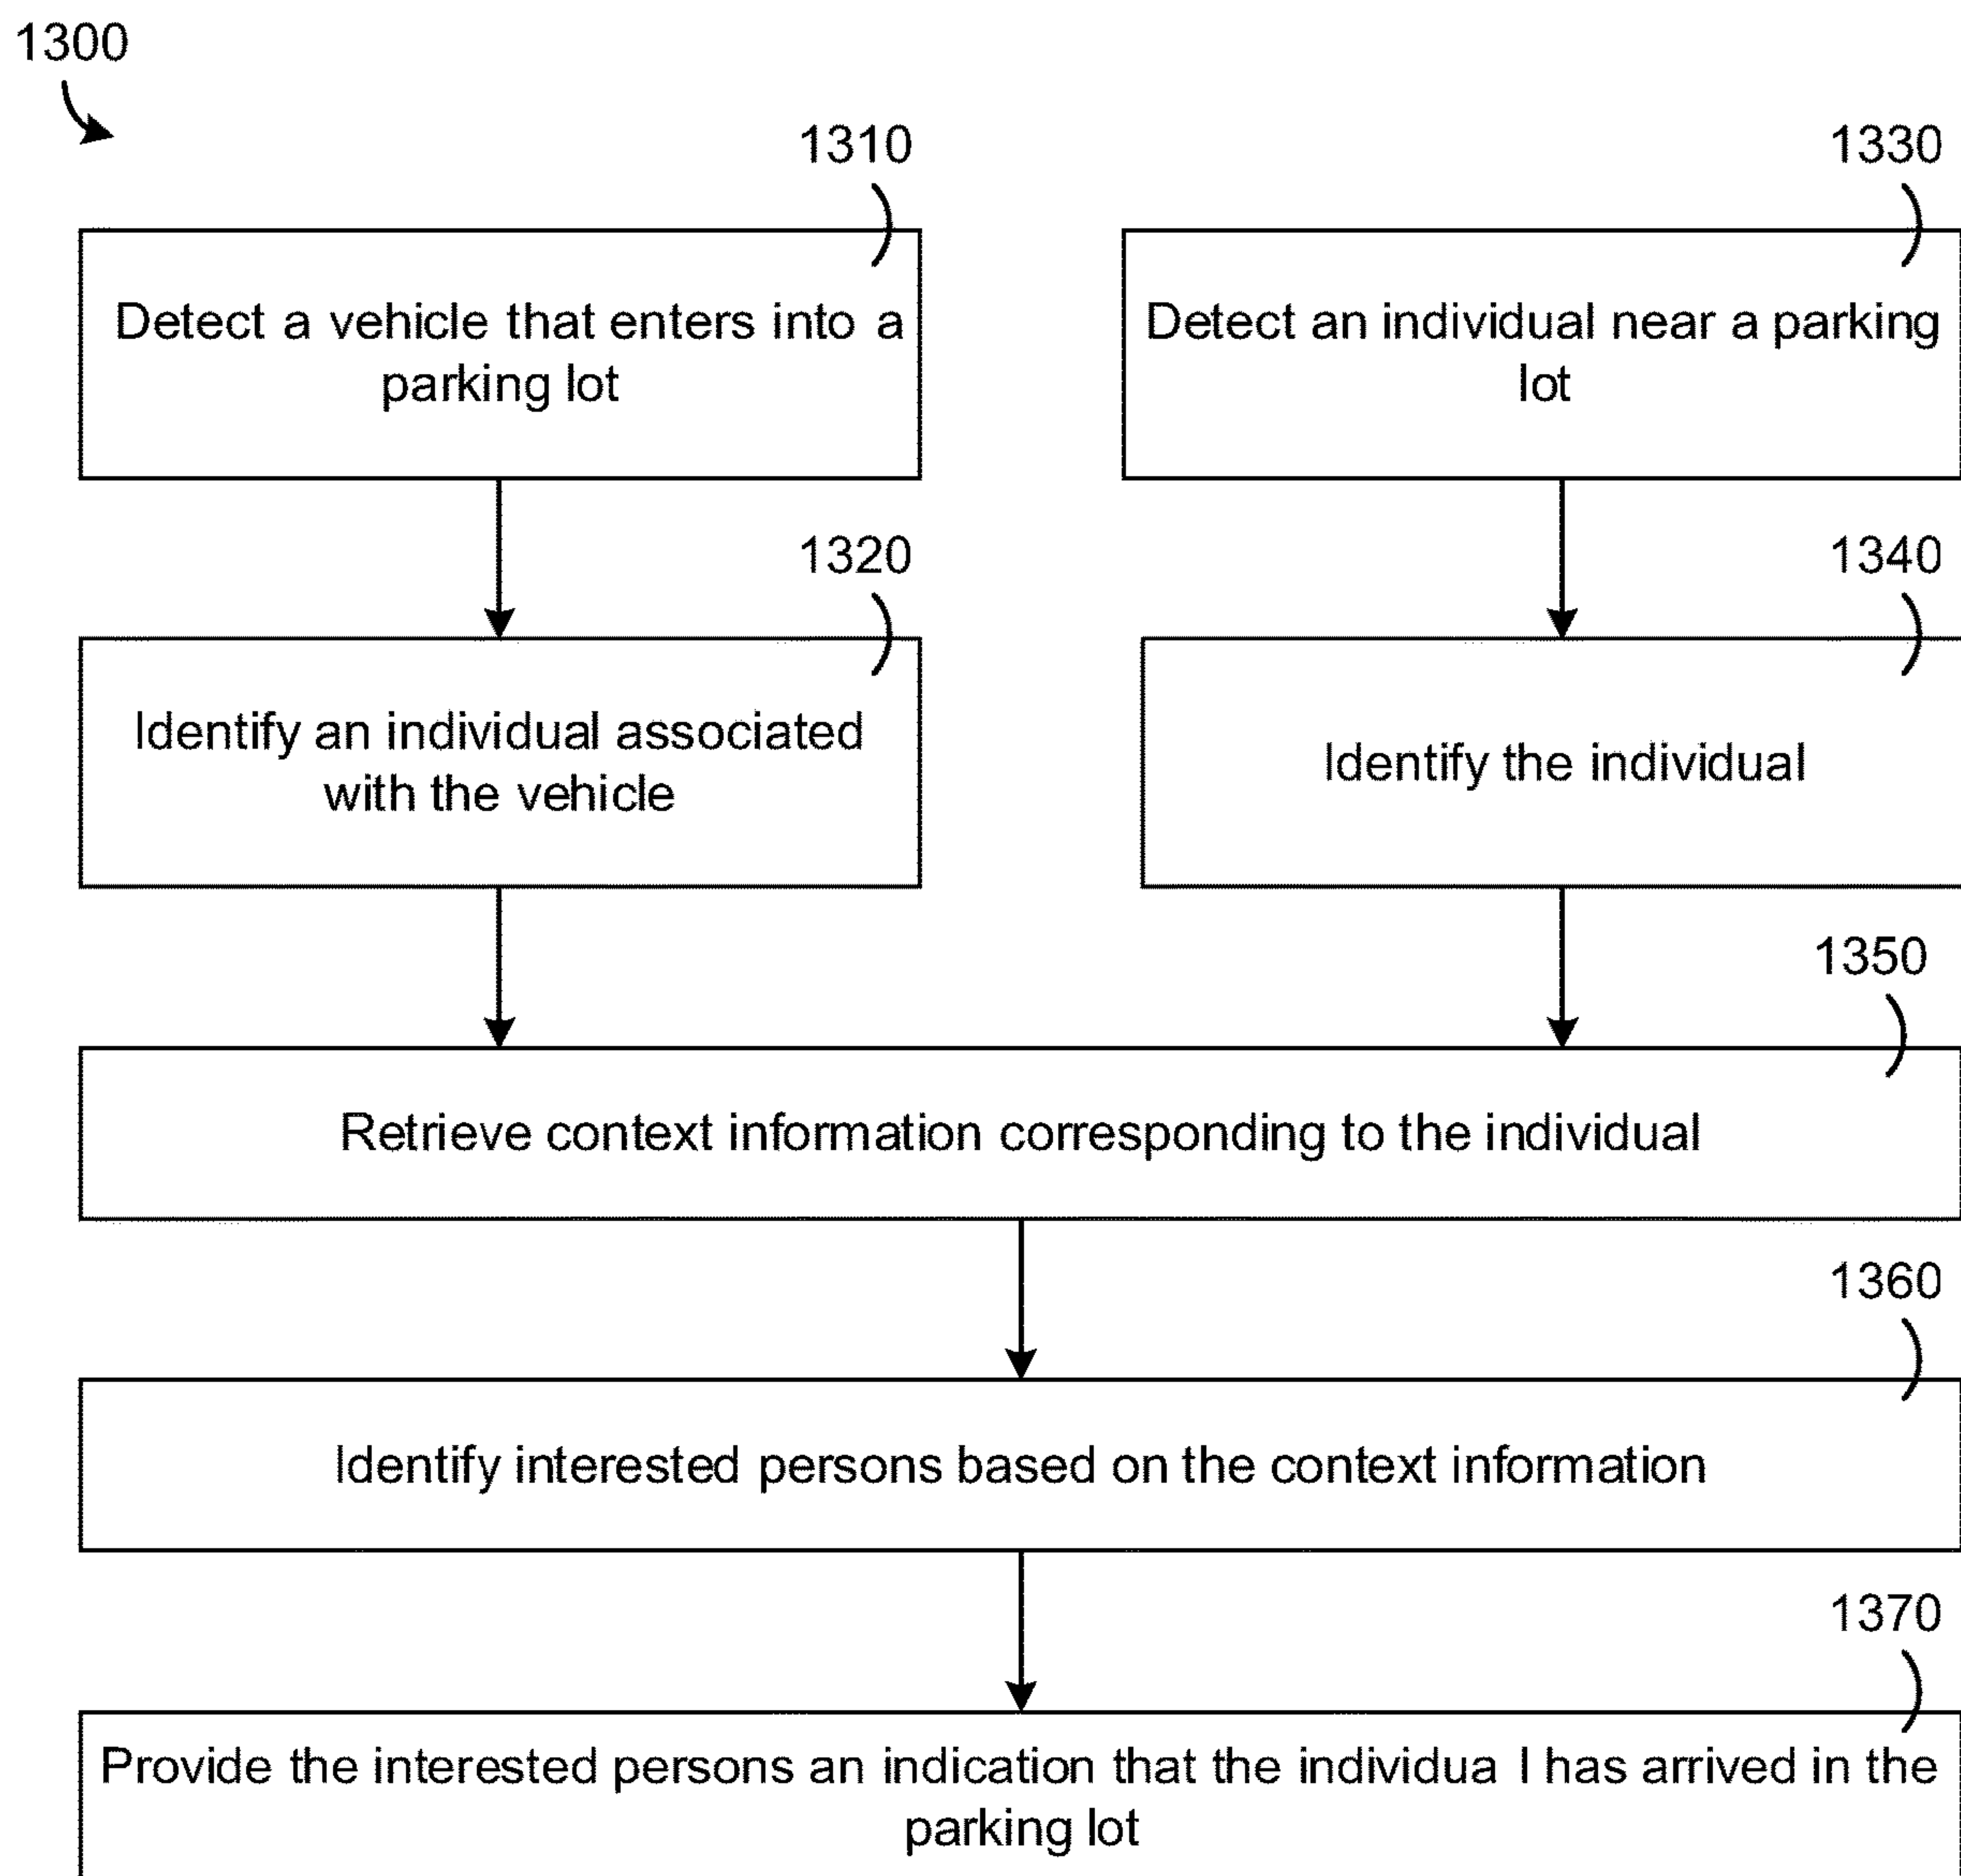 1300
1310
Detect a vehicle that enters into a
parking lot
1330
Detect an individual near a parking
lot
1320
Identify an individual associated
with the vehicle
1340
Identify the individual
1350
Retrieve context information corresponding to the individual
1360
Identify interested persons based on the context information
1370
Provide the interested persons an indication that the individua l has arrived in the
parking lot